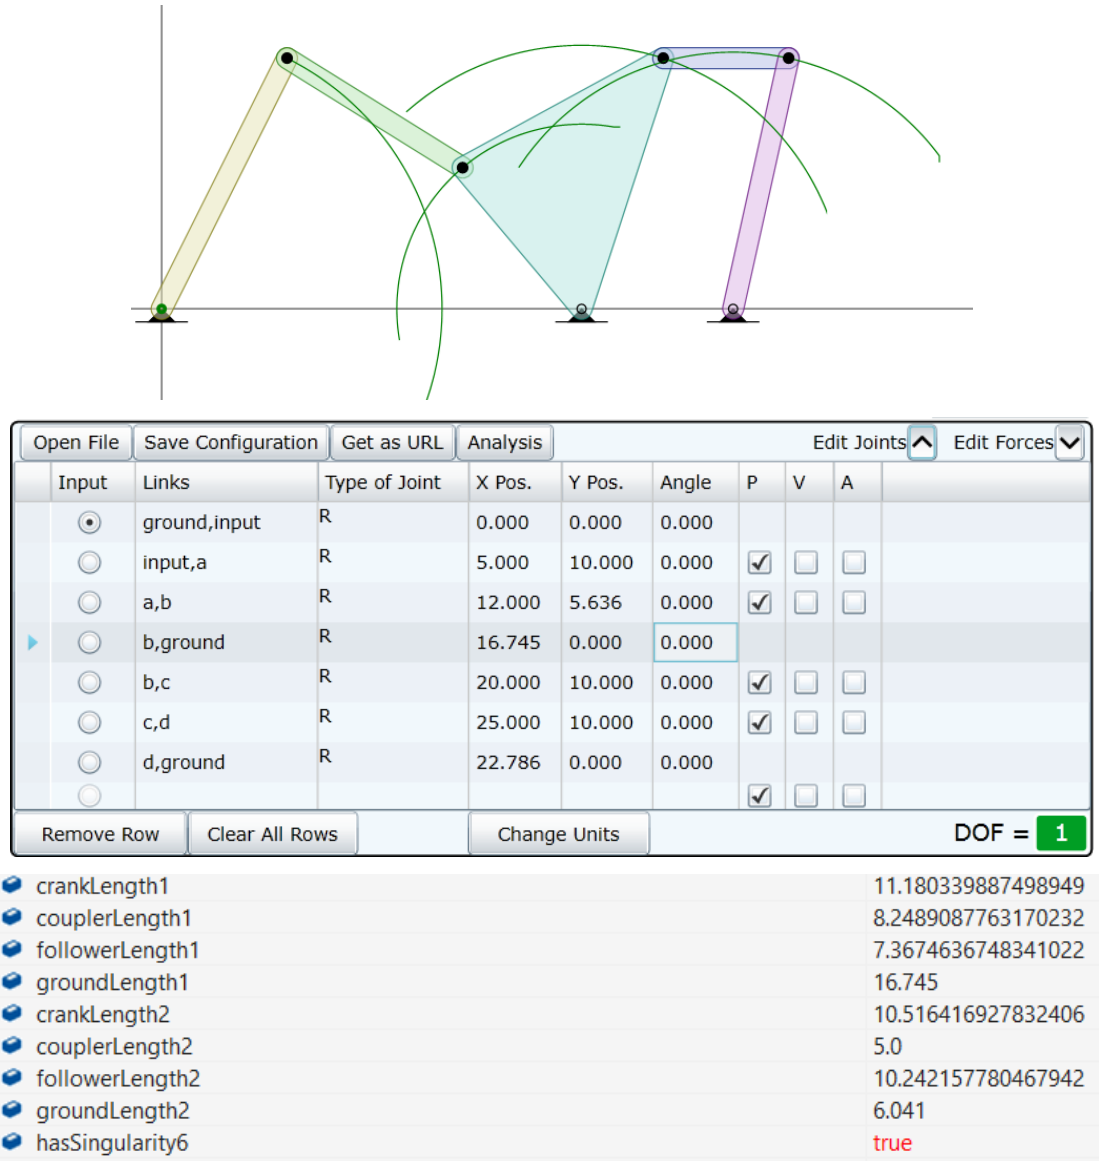 Open File Save Configuration Get as URL Analysis Edit Joints Edit Forces
Input Links Type of Joint X Pos. Y Pos. Angle P V A
ground,input R 0.000 0.000 0.000
input,a R 5.000 10.000 0.000
a,b R 12.000 5.636 0.000
b,ground R 16.745 0.000 0.000
b,c R 20.000 10.000 0.000
c,d R 25.000 10.000 0.000
d,ground R 22.786 0.000 0.000
Remove Row Clear All Rows Change Units DOF = 1
crankLength1 11.180339887498949
couplerLength1 8.2489087763170232
followerLength1 7.3674636748341022
groundLength1 16.745
crankLength2 10.516416927832406
couplerLength2 5.0
followerLength2 10.242157780467942
groundLength2 6.041
hasSingularity6 true